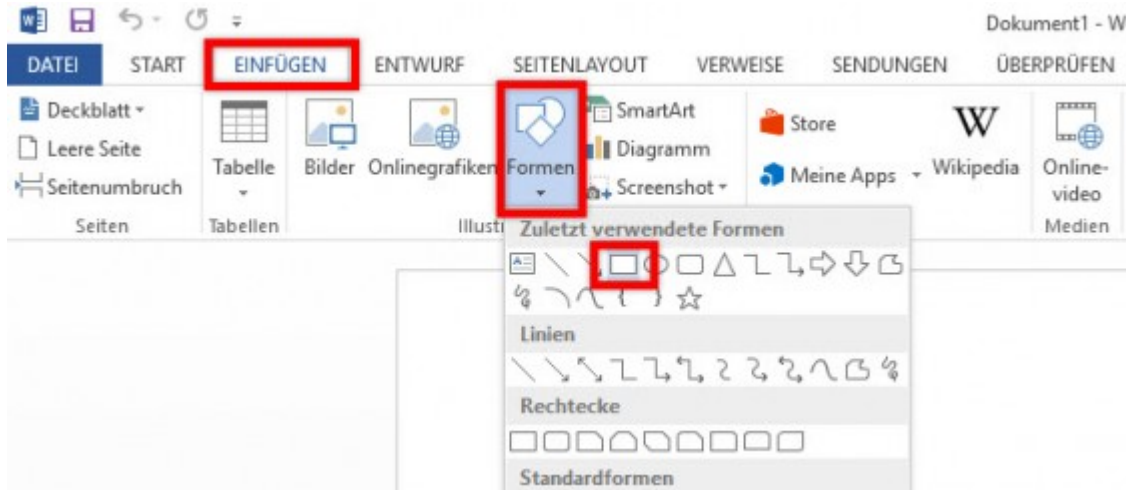 Dokument1 - W
DATEI START EINFÜGEN ENTWURF SEITENLAYOUT VERWEISE SENDUNGEN ÜBERPRÜFEN
Deckblatt
Leere Seite
Seitenumbruch
Seiten
Tabelle
Tabellen
Bilder
Onlinegrafiken
Formen
SmartArt
Diagramm
Screenshot
Illust
Store
Meine Apps
W
Wikipedia
Online-
video
Medien
Zuletzt verwendete Formen
Linien
Rechtecke
Standardformen